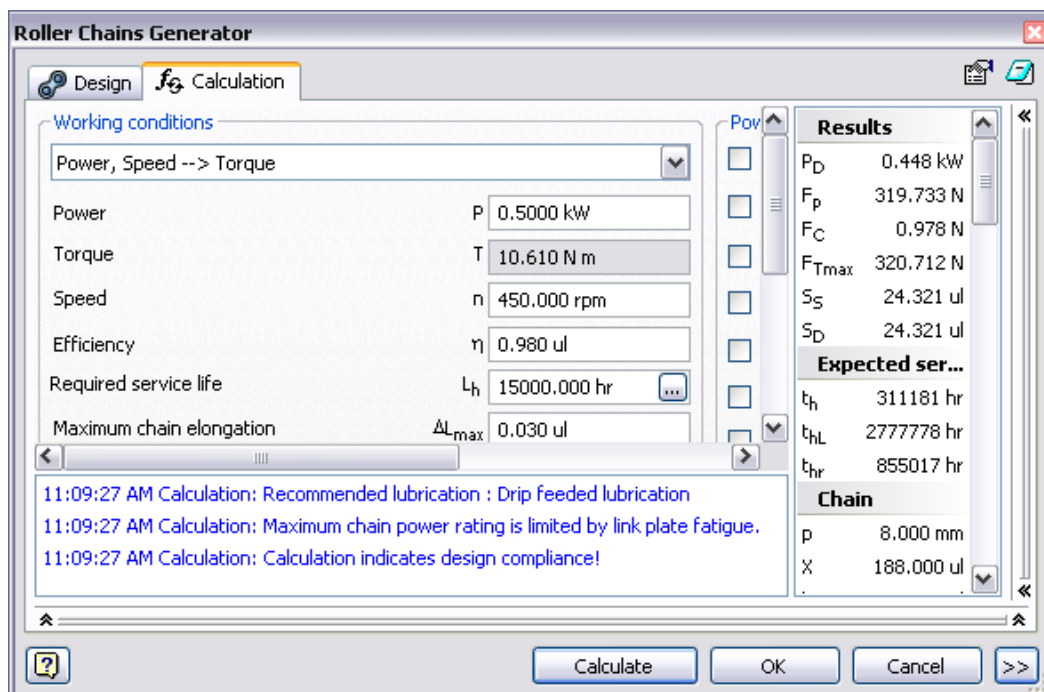 Roller Chains Generator
Design
fG Calculation
Working conditions
Power, Speed --> Torque
Power P 0.5000 kW
Torque T 10.610 N m
Speed n 450.000 rpm
Efficiency η 0.980 ul
Required service life Lh 15000.000 hr ...
Maximum chain elongation ΔLmax 0.030 ul
Pov
Results
PD 0.448 kW
Fp 319.733 N
FC 0.978 N
FTmax 320.712 N
SS 24.321 ul
SD 24.321 ul
Expected ser...
th 311181 hr
thL 2777778 hr
thr 855017 hr
Chain
p 8.000 mm
X 188.000 ul
11:09:27 AM Calculation: Recommended lubrication : Drip feeded lubrication
11:09:27 AM Calculation: Maximum chain power rating is limited by link plate fatigue.
11:09:27 AM Calculation: Calculation indicates design compliance!
Calculate
OK
Cancel
>>